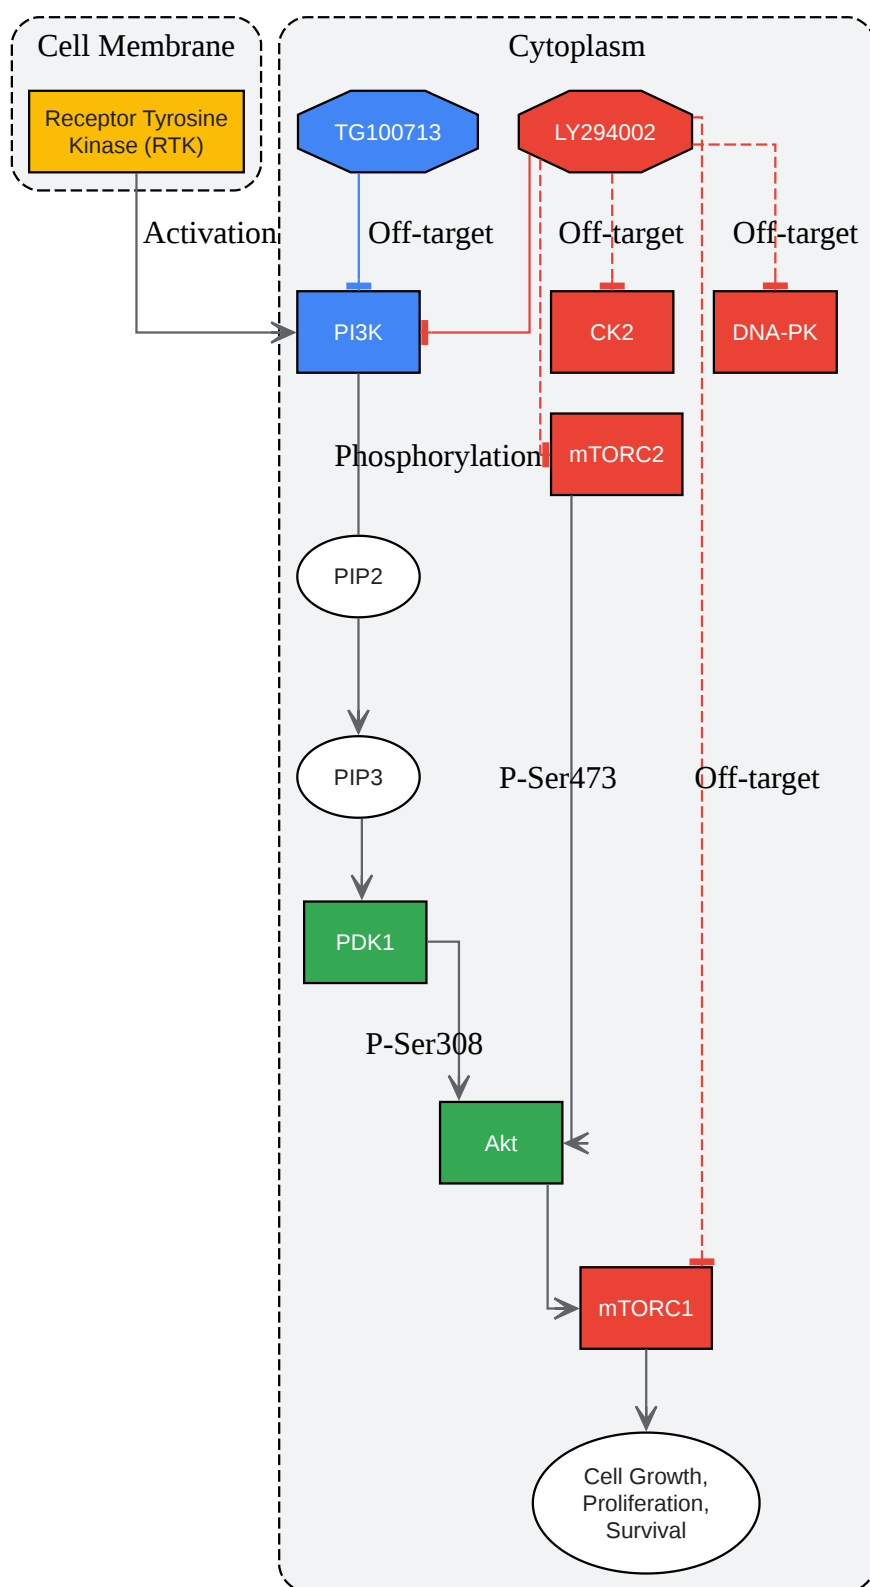 Cell Membrane
Cytoplasm
Receptor Tyrosine
Kinase (RTK)
TG100713
LY294002
Activation
Off-target
Off-target
Off-target
PI3K
CK2
DNA-PK
Phosphorylation
mTORC2
PIP2
PIP3
P-Ser473
Off-target
PDK1
P-Ser308
Akt
mTORC1
Cell Growth,
Proliferation,
Survival